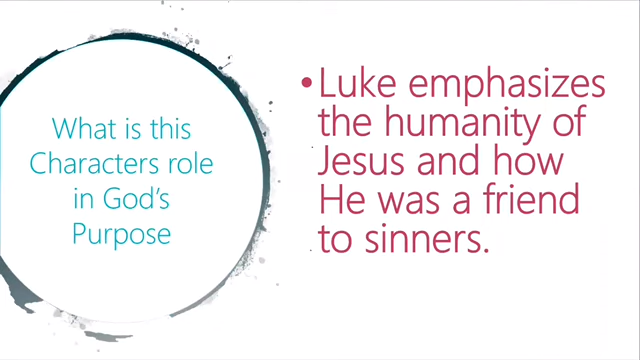 What is this
Characters role
in God's
Purpose
•Luke emphasizes
the humanity of
Jesus and how
He was a friend
to sinners.